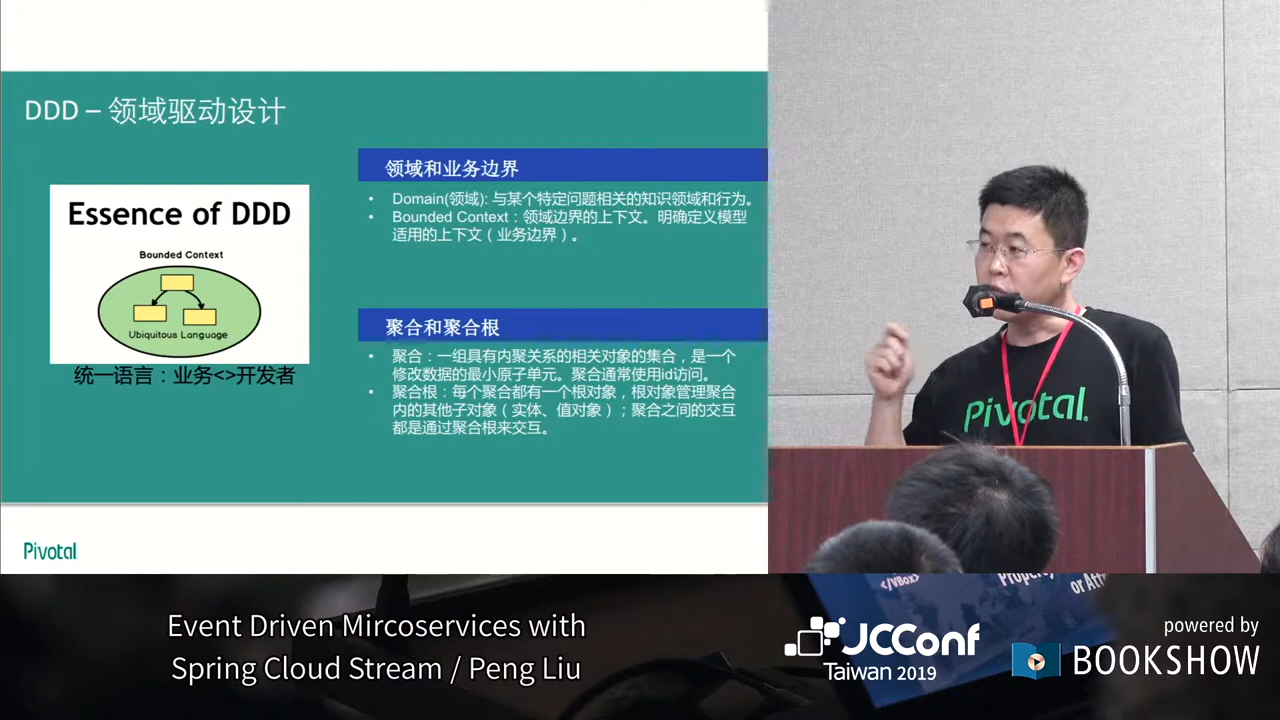 DDD – 领域驱动设计
Essence of DDD
Bounded Context
Ubiquitous Language
统一语言：业务<>开发者
领域和业务边界
• Domain(领域): 与某个特定问题相关的知识领域和行为。
• Bounded Context：领域边界的上下文。明确定义模型
适用的上下文（业务边界）。
聚合和聚合根
• 聚合：一组具有内聚关系的相关对象的集合，是一个
修改数据的最小原子单元。聚合通常使用id访问。
• 聚合根：每个聚合都有一个根对象，根对象管理聚合
内的其他子对象（实体、值对象）；聚合之间的交互
都是通过聚合根来交互。
Pivotal
Pivotal.
</VBox>
Event Driven Mircoservices with
Spring Cloud Stream / Peng Liu
JCConf
Taiwan 2019
powered by
BOOKSHOW